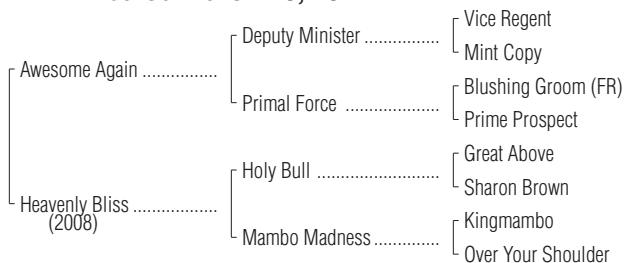 Vice Regent
Deputy Minister ................
Mint Copy
Awesome Again ................
Blushing Groom (FR)
Primal Force ....................
Prime Prospect
Great Above
Holy Bull ..........................
Sharon Brown
Heavenly Bliss ..................
(2008)
Kingmambo
Mambo Madness ..............
Over Your Shoulder